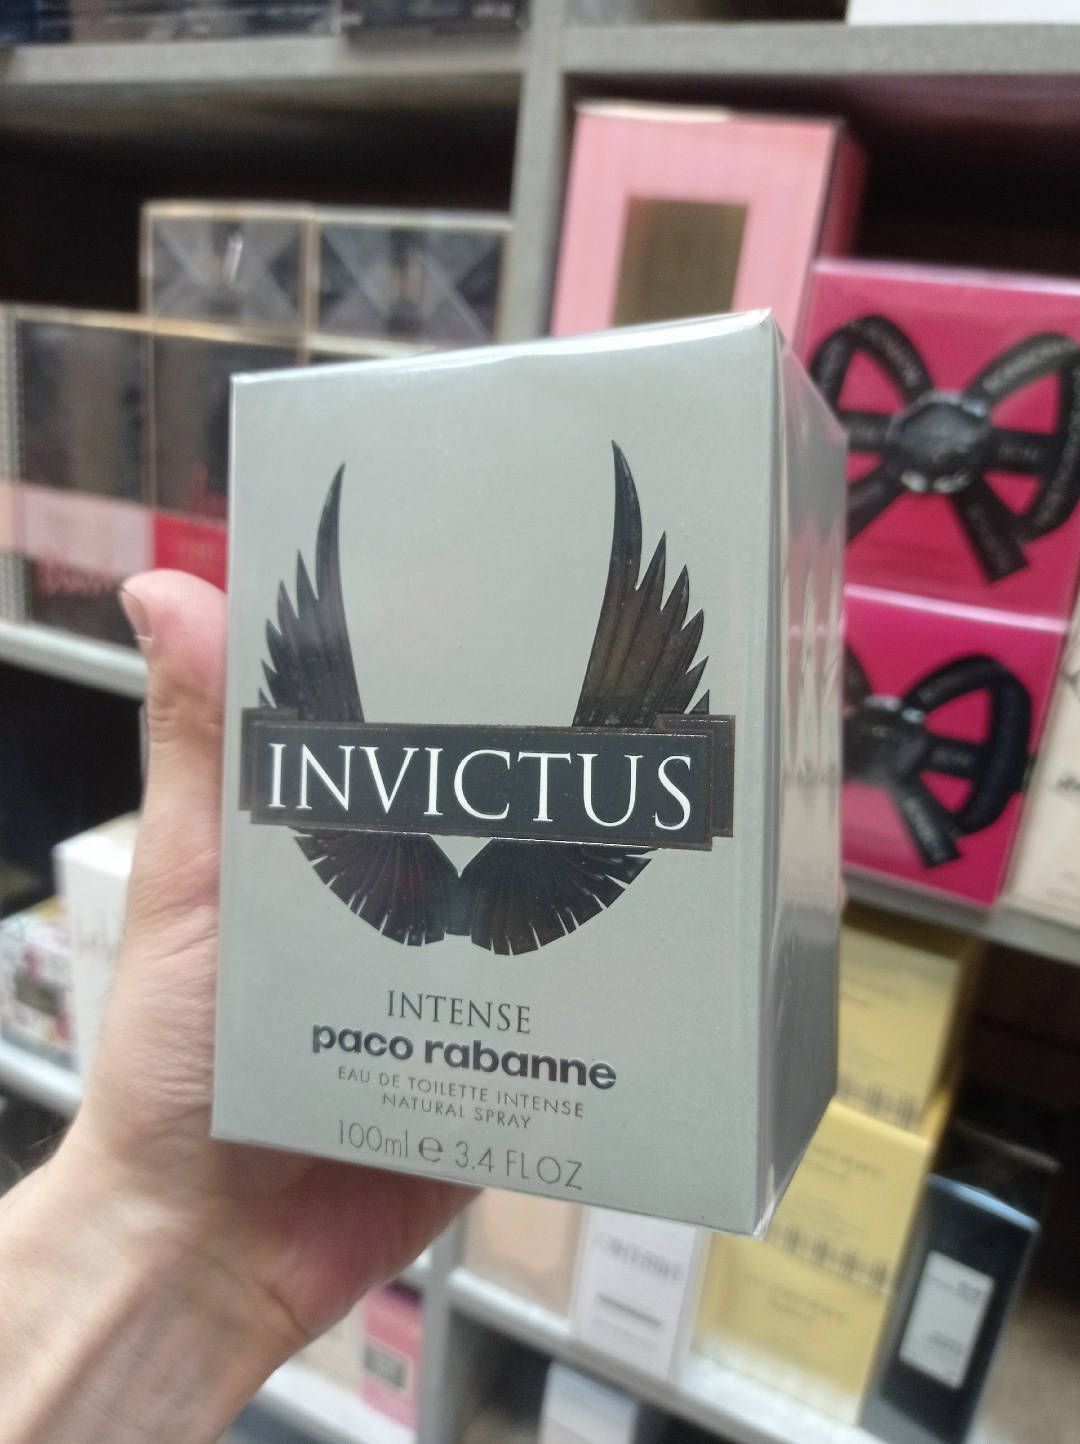 INVICTUS
INTENSE
paco rabanne
EAU DE TOILETTE INTENSE
NATURAL SPRAY
100ml e 3.4 FL OZ